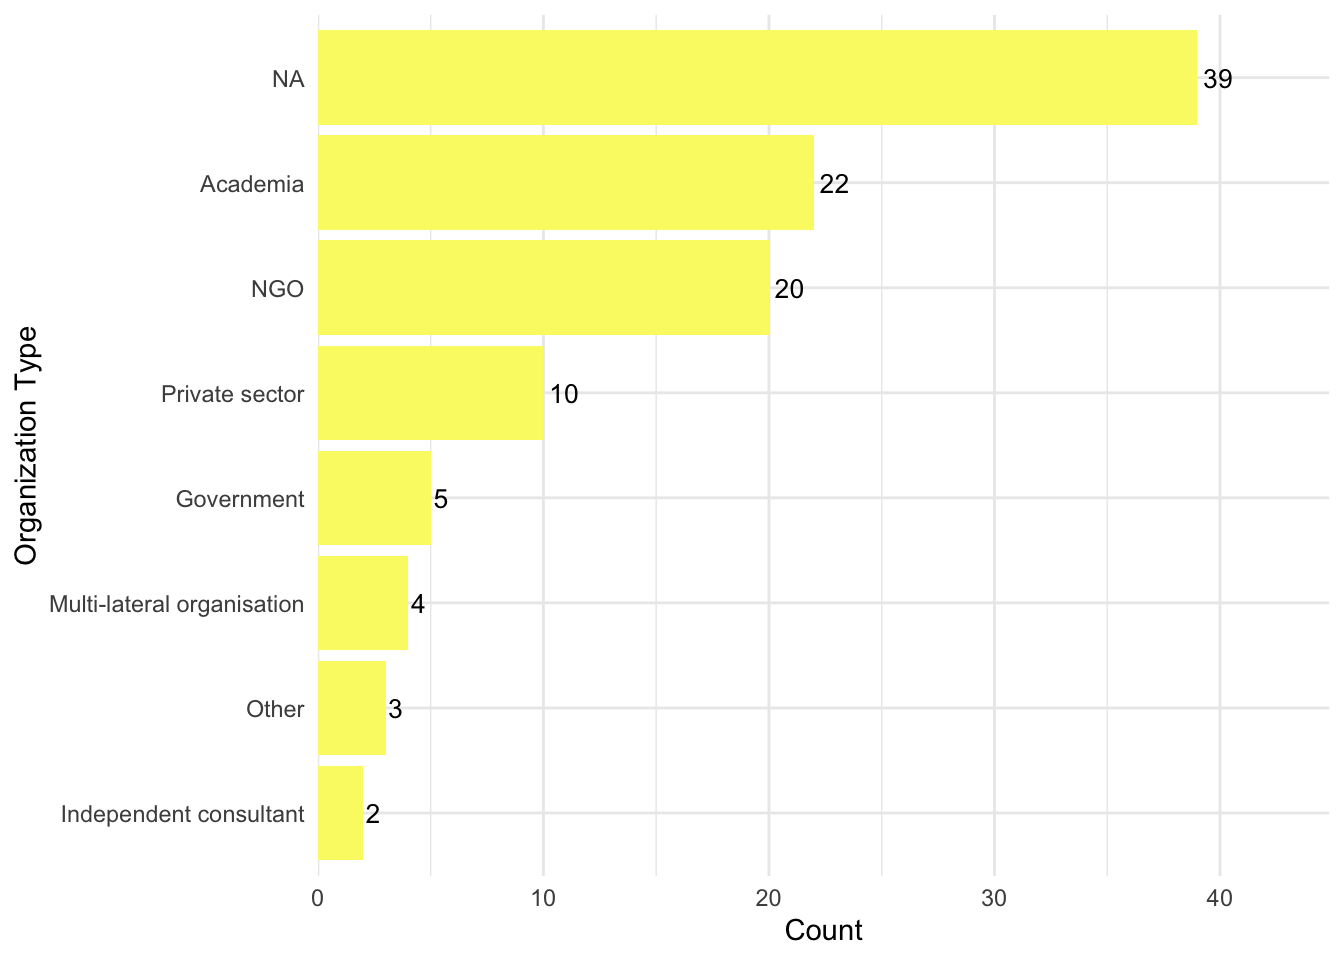 NA
39
Academia
22
NGO
20
Private sector
10
Government
5
Multi-lateral organisation
4
Other
3
Independent consultant
2
0 10 20 30 40
Count
Organization Type